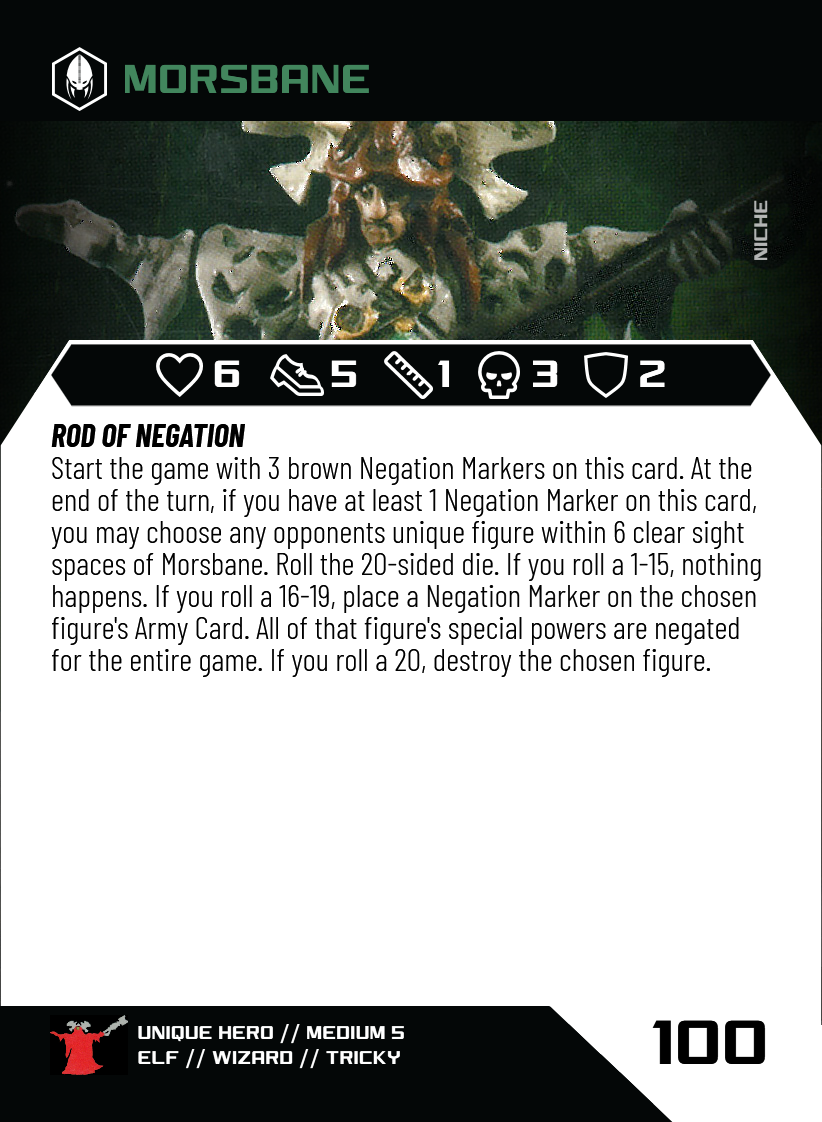 MORSBANE
NICHE
6 5 1 3 2
ROD OF NEGATION
Start the game with 3 brown Negation Markers on this card. At the
end of the turn, if you have at least 1 Negation Marker on this card,
you may choose any opponents unique figure within 6 clear sight
spaces of Morsbane. Roll the 20-sided die. If you roll a 1-15, nothing
happens. If you roll a 16-19, place a Negation Marker on the chosen
figure's Army Card. All of that figure's special powers are negated
for the entire game. If you roll a 20, destroy the chosen figure.
UNIQUE HERO // MEDIUM 5
ELF // WIZARD // TRICKY
100